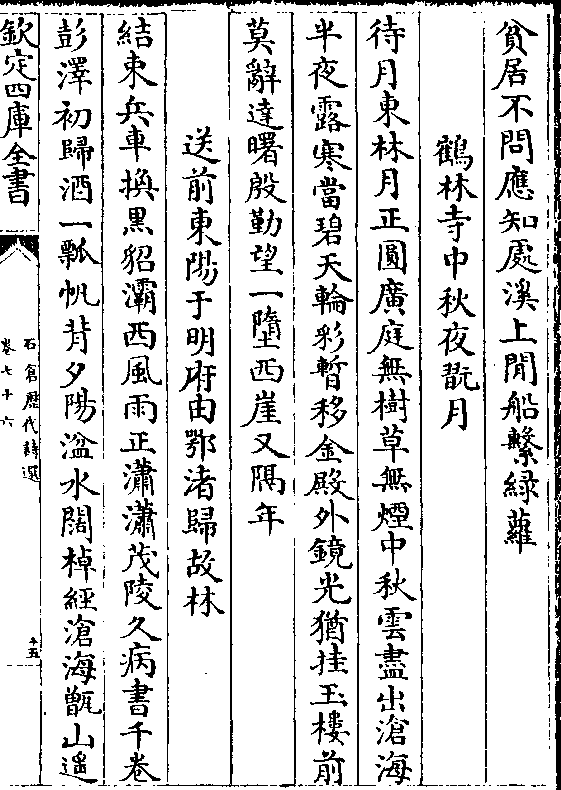 貧居不問應知處溪上閒船繫綠蘿
鶴林寺中秋夜翫月
待月東林月正圓廣庭無樹草無煙中秋雲盡出滄海
半夜露寒當碧天輪彩暫移金殿外鏡光猶挂玉樓前
莫辭達曙殷勤望一墮西崖又隔年
送前東陽于明府由鄂渚歸故林
結束兵車換黑貂灞西風雨正瀟瀟茂陵久病書千卷
彭澤初歸酒一瓢帆背夕陽湓水闊棹經滄海甑山遥
欽定四庫全書
石倉歷代詩選
卷七十六
十五